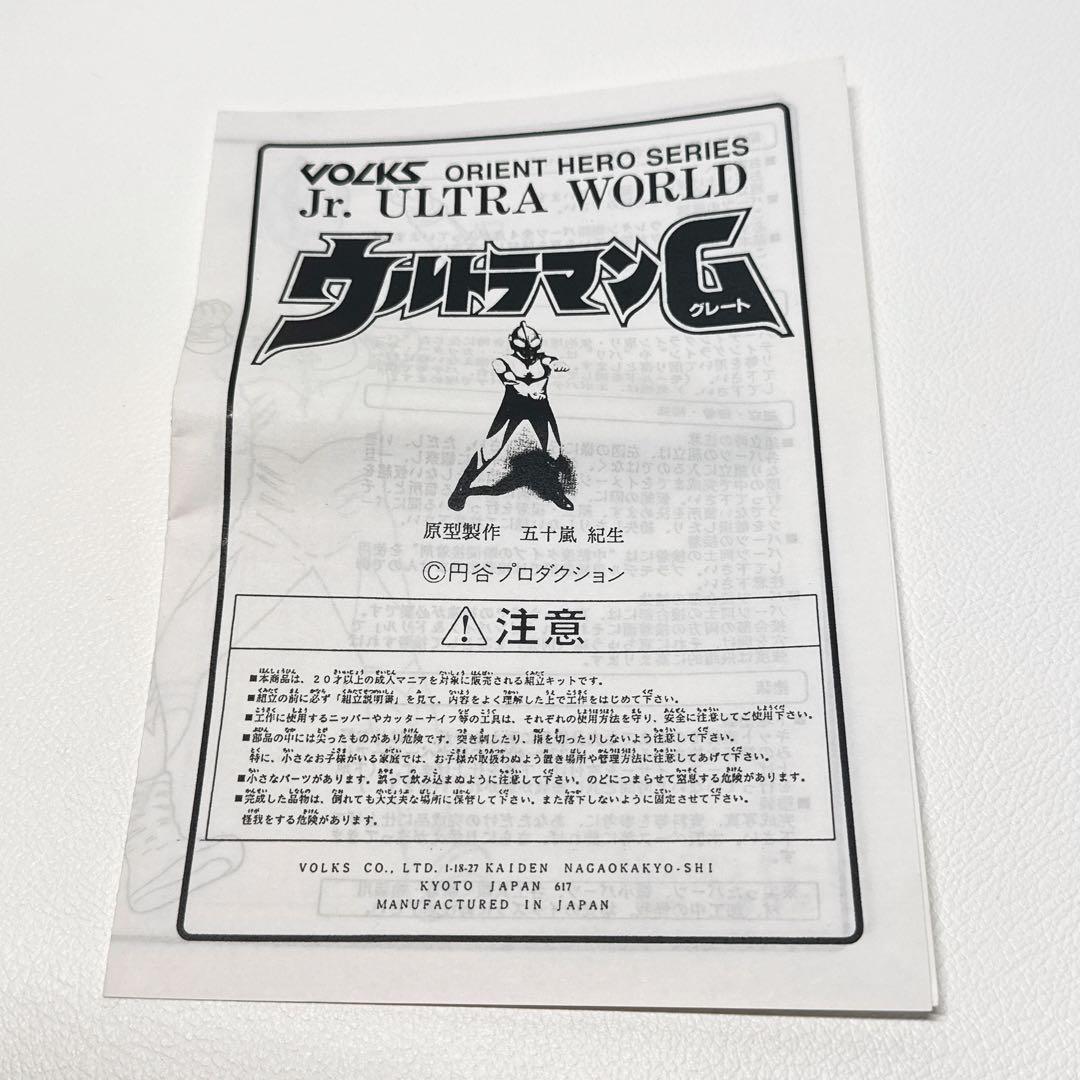 VOLKS ORIENT HERO SERIES
Jr. ULTRA WORLD
ウルトラマンG
グレート
原型製作 五十嵐 紀生
©円谷プロダクション
⚠注意
■本商品は、20才以上の成人マニアを対象に販売される組立キットです。
■組立の前に必ず「組立説明書」を見て、内容をよく理解した上で工作をはじめて下さい。
■工作に使用するニッパーやカッターナイフ等の工具は、それぞれの使用方法を守り、安全に注意してご使用下さい。
■部品の中には尖ったものがあり危険です。突き刺したり、指を切ったりしないよう注意して下さい。
特に、小さなお子様がいる家庭では、お子様が取扱わぬよう置き場所や管理方法に注意してあげて下さい。
■小さなパーツがあります。誤って飲み込まぬように注意して下さい。のどにつまらせて窒息する危険があります。
■完成した品物は、倒れても大丈夫な場所に保管して下さい。また落下しないように固定させて下さい。
怪我をする危険があります。
VOLKS CO., LTD. 1-18-27 KAIDEN NAGAOKAKYO-SHI
KYOTO JAPAN 617
MANUFACTURED IN JAPAN